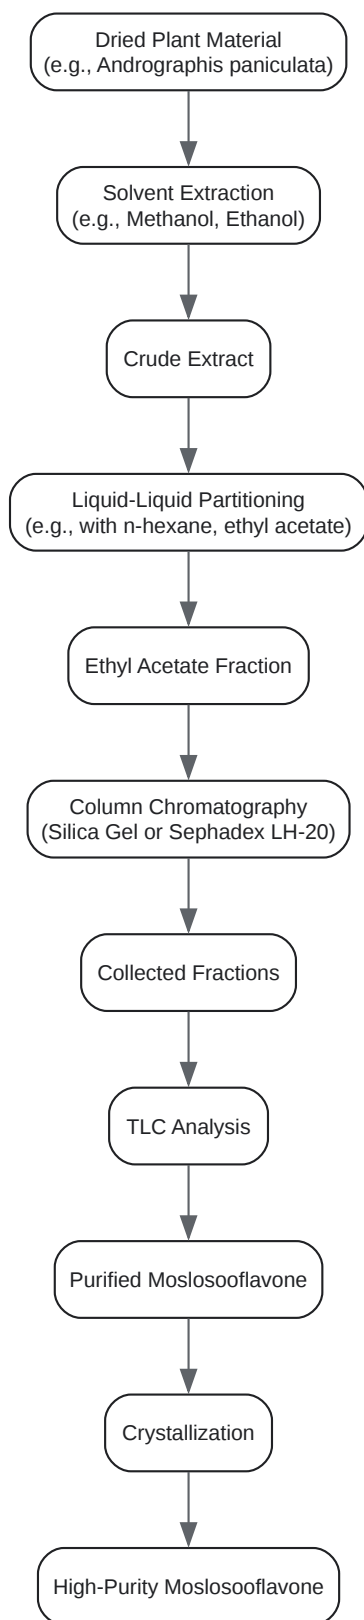 Dried Plant Material
(e.g., Andrographis paniculata)
Solvent Extraction
(e.g., Methanol, Ethanol)
Crude Extract
Liquid-Liquid Partitioning
(e.g., with n-hexane, ethyl acetate)
Ethyl Acetate Fraction
Column Chromatography
(Silica Gel or Sephadex LH-20)
Collected Fractions
TLC Analysis
Purified Moslosooflavone
Crystallization
High-Purity Moslosooflavone